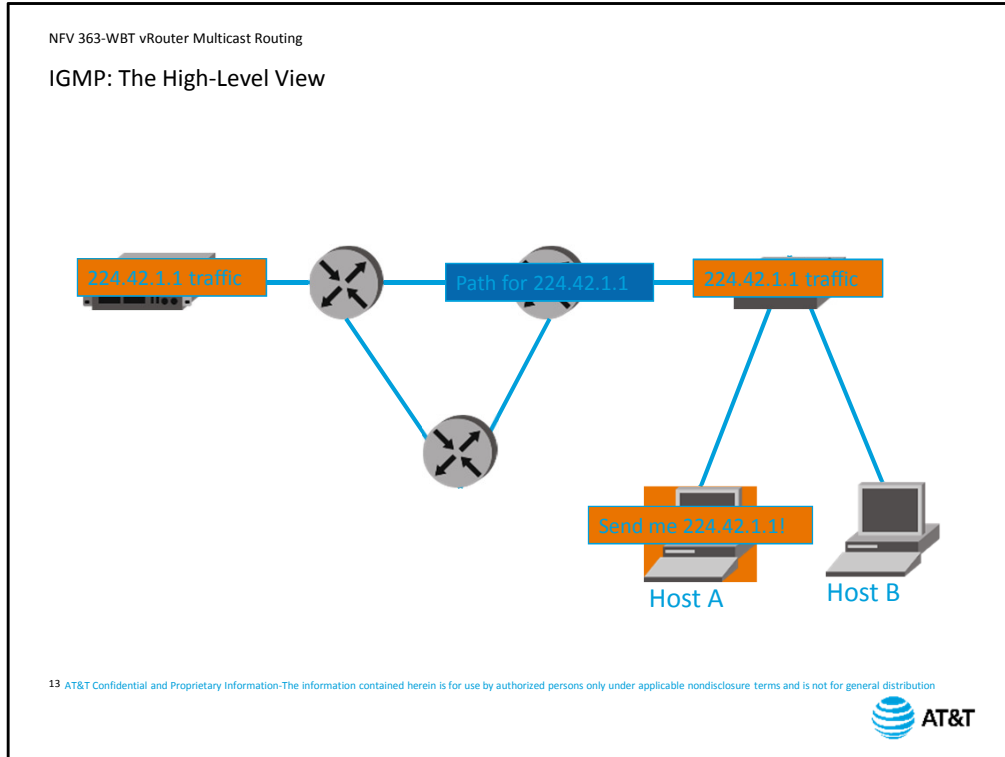 NFV 363-WBT vRouter Multicast Routing
IGMP: The High-Level View
224.42.1.1 traffic
Path for 224.42.1.1
224.42.1.1 traffic
Send me 224.42.1.1!
Host A
Host B
13 AT&T Confidential and Proprietary Information-The information contained herein is for use by authorized persons only under applicable nondisclosure terms and is not for general distribution
AT&T